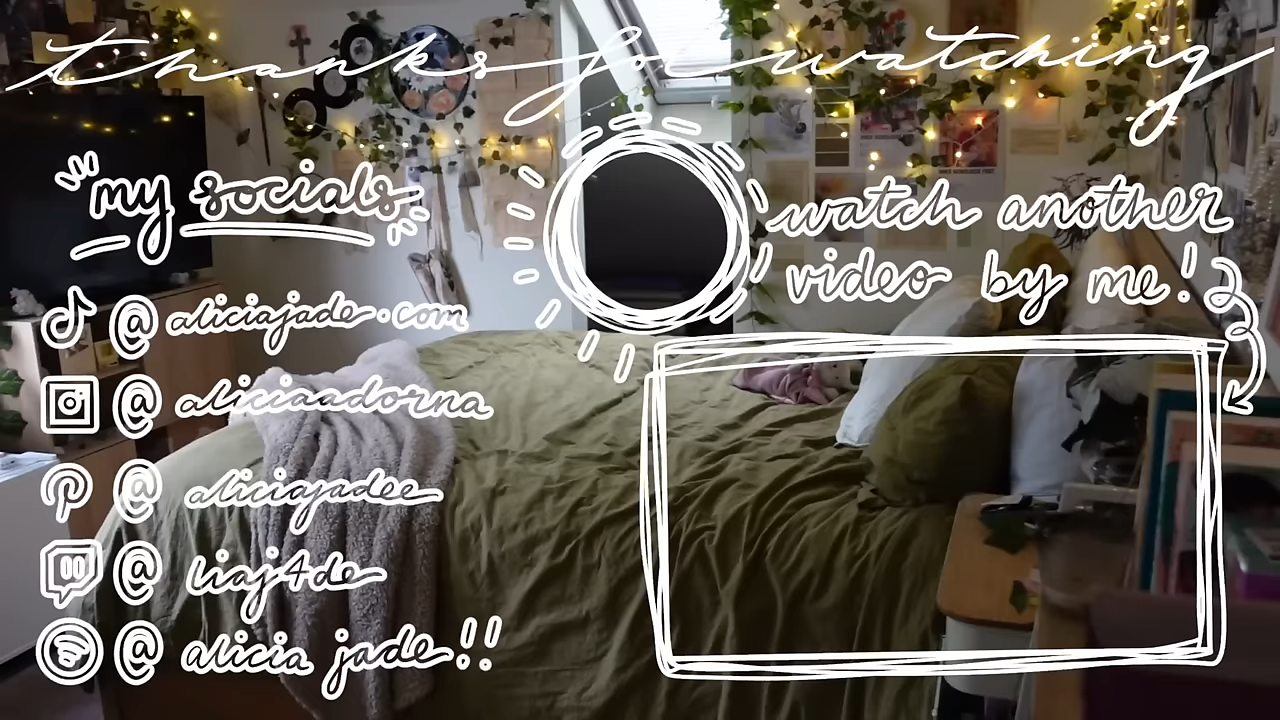 thanks for watching
my socials
@aliciajade.com
@aliciaadorna
@aliciajadee
@liaj4de
@alicia jade!!
watch another
video by me!